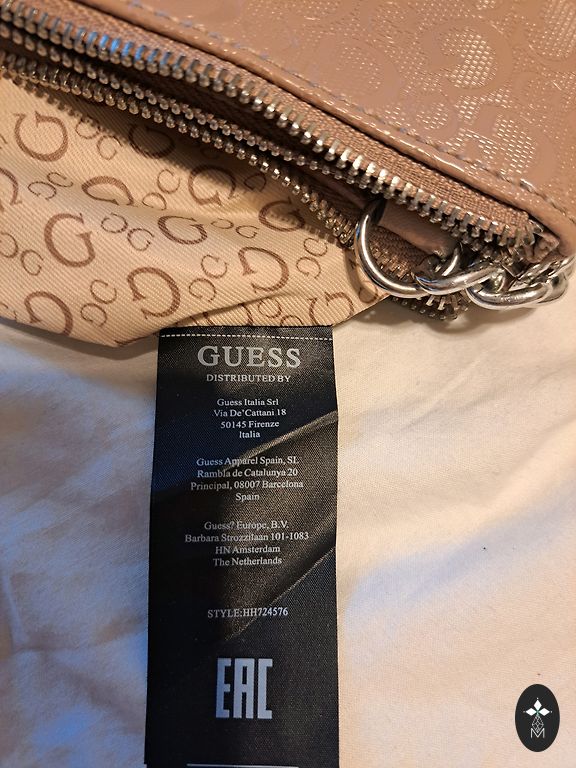 GUESS
DISTRIBUTED BY
Guess Italia Srl
Via De'Cattani 18
50145 Firenze
Italia
Guess Apparel Spain, SL
Rambla de Catalunya 20
Principal, 08007 Barcelona
Spain
Guess? Europe, B.V.
Barbara Strozzilaan 101-1083
HN Amsterdam
The Netherlands
STYLE:HH724576
EAC